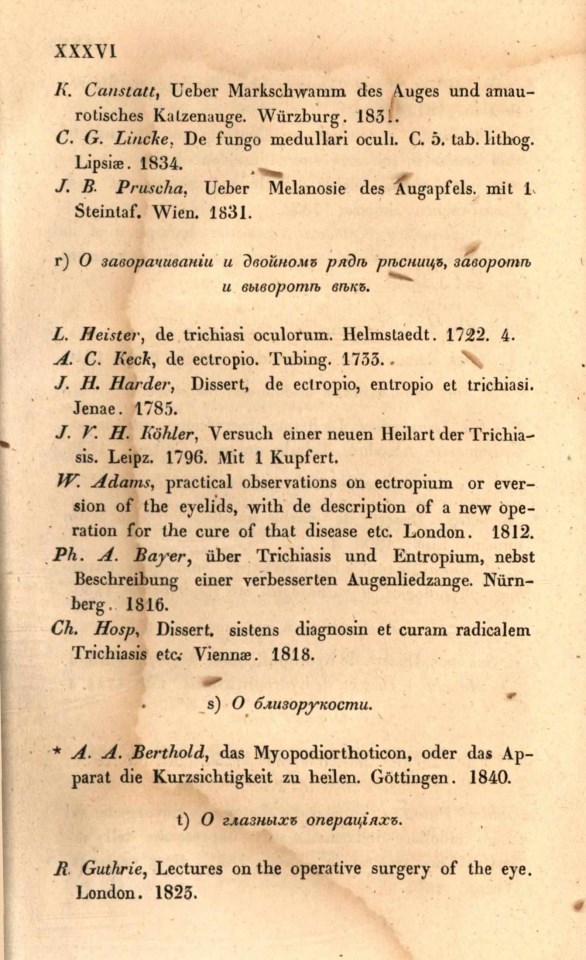 XXXVI
K. Canstatt, Ueber Markschwamm des Auges und amau-
rotisches Katzenauge. Würzburg. 1831.
C. G. Lincke, De fungo medullari oculi. C. 5. tab. lithog.
Lipsiæ. 1834.
J. B. Pruscha, Ueber Melanosie des Augapfels. mit 1
Steintaf. Wien. 1831.
r) О заворачиваніи и двойномъ рядѣ рѣсницъ, заворотѣ
и выворотѣ вѣкъ.
L. Heister, de trichiasi oculorum. Helmstaedt. 1722. 4.
A. C. Keck, de ectropio. Tubing. 1733.
J. H. Harder, Dissert, de ectropio, entropio et trichiasi.
Jenae. 1785.
J. V. H. Köhler, Versuch einer neuen Heilart der Trichia-
sis. Leipz. 1796. Mit 1 Kupfert.
W. Adams, practical observations on ectropium or ever-
sion of the eyelids, with de description of a new ope-
ration for the cure of that disease etc. London. 1812.
Ph. A. Bayer, über Trichiasis und Entropium, nebst
Beschreibung einer verbesserten Augenliedzange. Nürn-
berg. 1816.
Ch. Hosp, Dissert. sistens diagnosin et curam radicalem
Trichiasis etc. Viennæ. 1818.
s) О близорукости.
* A. A. Berthold, das Myopodiorthoticon, oder das Ap-
parat die Kurzsichtigkeit zu heilen. Göttingen. 1840.
t) О глазныхъ операціяхъ.
R. Guthrie, Lectures on the operative surgery of the eye.
London. 1823.